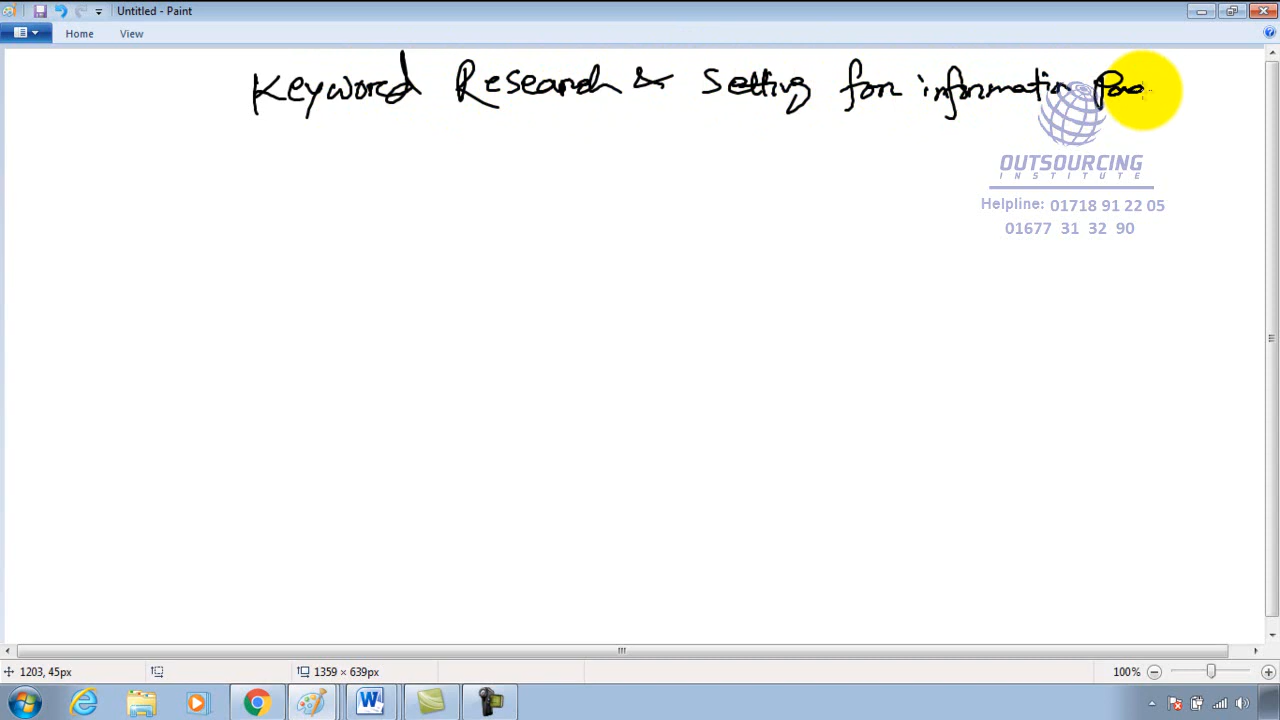 Untitled - Paint
Home View
Keyword Research & Setting for information
OUTSOURCING
INSTITUTE
Helpline: 01718 91 22 05
01677 31 32 90
1203, 45px
1359 × 639px
100%